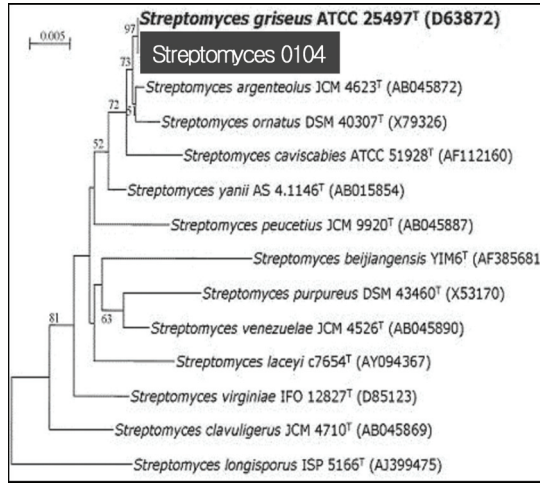 Streptomyces griseus ATCC 25497ᵀ (D63872)
0.005
97
Streptomyces 0104
73
Streptomyces argenteolus JCM 4623ᵀ (AB045872)
72
51
Streptomyces ornatus DSM 40307ᵀ (X79326)
52
Streptomyces caviscabies ATCC 51928ᵀ (AF112160)
Streptomyces yanii AS 4.1146ᵀ (AB015854)
Streptomyces peucetius JCM 9920ᵀ (AB045887)
Streptomyces beijiangensis YIM6ᵀ (AF385681
Streptomyces purpureus DSM 43460ᵀ (X53170)
63
81
Streptomyces venezuelae JCM 4526ᵀ (AB045890)
Streptomyces laceyi c7654ᵀ (AY094367)
Streptomyces virginiae IFO 12827ᵀ (D85123)
Streptomyces clavuligerus JCM 4710ᵀ (AB045869)
Streptomyces longisporus ISP 5166ᵀ (AJ399475)